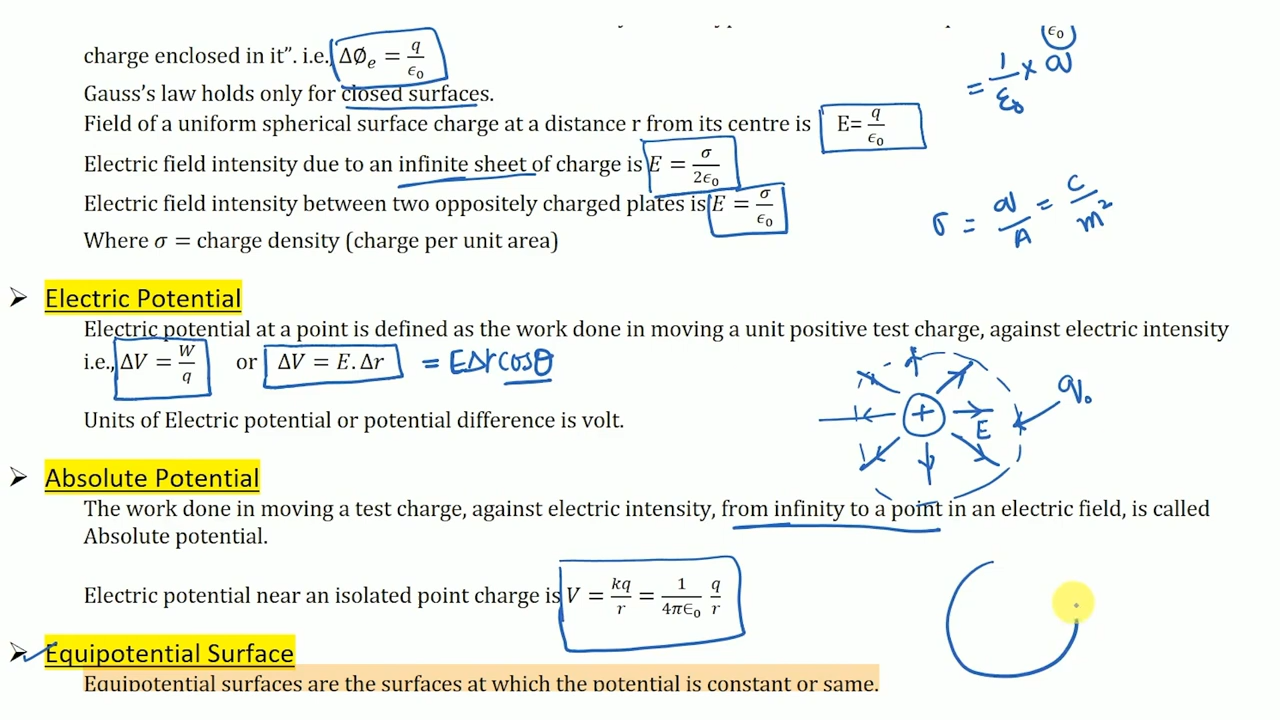 charge enclosed in it”. i.e., ΔØₑ = q/ϵ₀
Gauss’s law holds only for closed surfaces.
Field of a uniform spherical surface charge at a distance r from its centre is E= q/ϵ₀
Electric field intensity due to an infinite sheet of charge is E = σ/2ϵ₀
Electric field intensity between two oppositely charged plates is E = σ/ϵ₀
Where σ = charge density (charge per unit area)
ϵ₀
= 1/ε₀ × q
σ = q/A = C/m²
➢ Electric Potential
Electric potential at a point is defined as the work done in moving a unit positive test charge, against electric intensity
i.e., ΔV = W/q or ΔV = E.Δr = EΔrcosθ
Units of Electric potential or potential difference is volt.
+
E
q₀
➢ Absolute Potential
The work done in moving a test charge, against electric intensity, from infinity to a point in an electric field, is called
Absolute potential.
Electric potential near an isolated point charge is V = kq/r = 1/4πϵ₀ q/r
➢ Equipotential Surface
Equipotential surfaces are the surfaces at which the potential is constant or same.